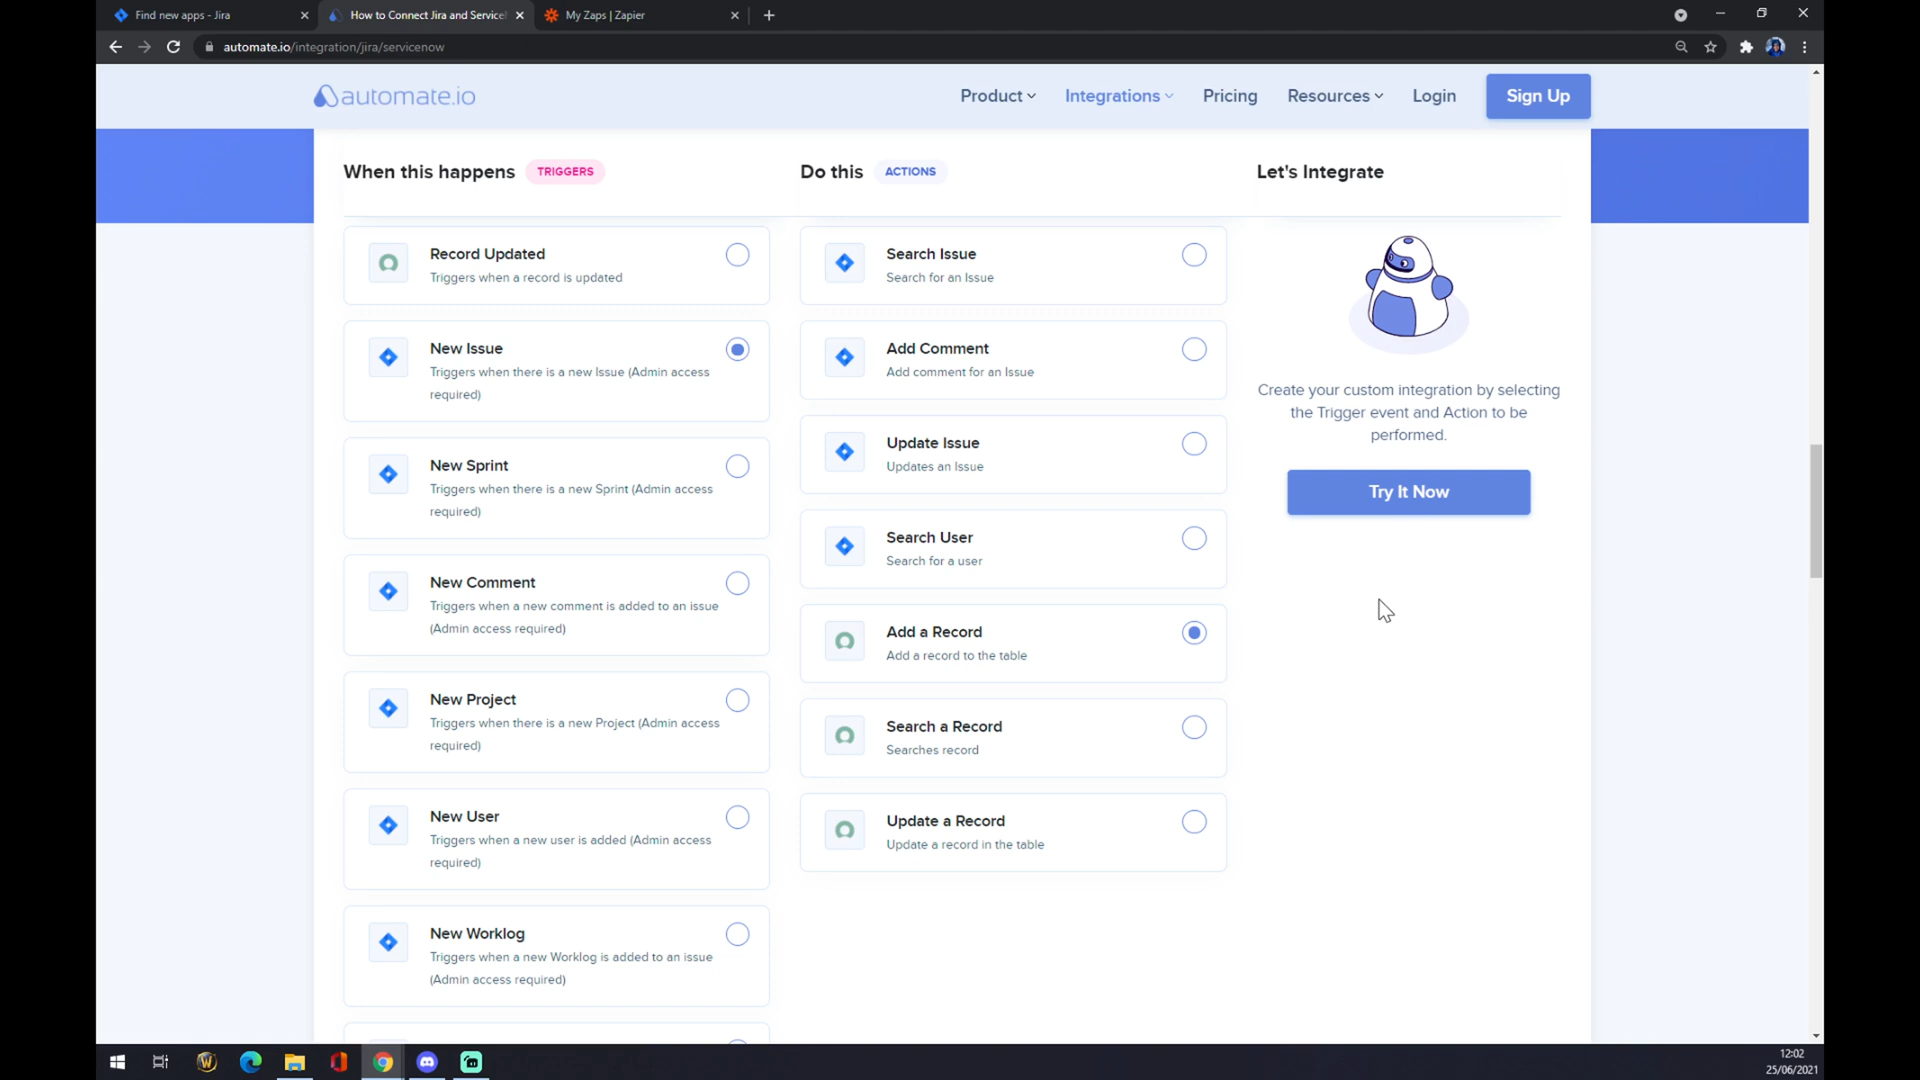 Find new apps - Jira
How to Connect Jira and Service
My Zaps | Zapier
automate.io/integration/jira/servicenow
automate.io
Product
Integrations
Pricing
Resources
Login
Sign Up
When this happens TRIGGERS
Do this ACTIONS
Let's Integrate
Record Updated
Triggers when a record is updated
New Issue
Triggers when there is a new Issue (Admin access
required)
New Sprint
Triggers when there is a new Sprint (Admin access
required)
New Comment
Triggers when a new comment is added to an issue
(Admin access required)
New Project
Triggers when there is a new Project (Admin access
required)
New User
Triggers when a new user is added (Admin access
required)
New Worklog
Triggers when a new Worklog is added to an issue
(Admin access required)
Search Issue
Search for an Issue
Add Comment
Add comment for an Issue
Update Issue
Updates an Issue
Search User
Search for a user
Add a Record
Add a record to the table
Search a Record
Searches record
Update a Record
Update a record in the table
Create your custom integration by selecting
the Trigger event and Action to be
performed.
Try It Now
W
12:02
25/06/2021